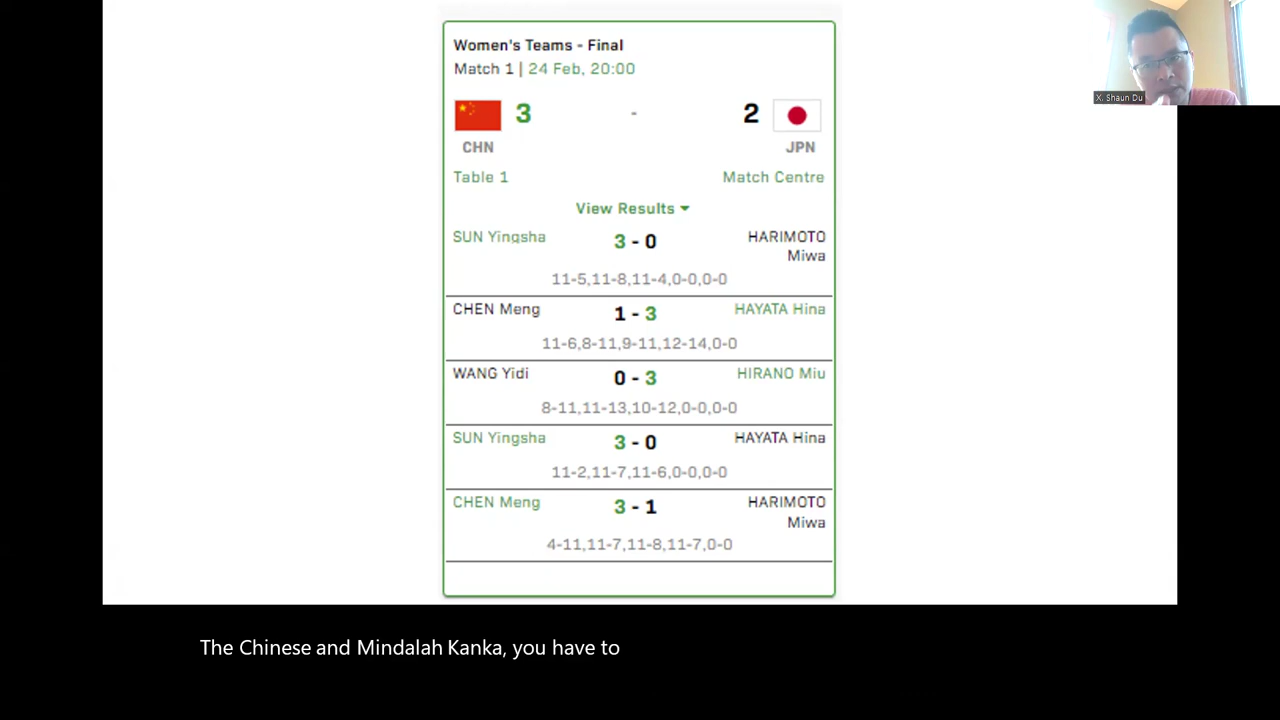 Women's Teams - Final
Match 1 | 24 Feb, 20:00
3 - 2
CHN JPN
Table 1 Match Centre
View Results
SUN Yingsha 3 - 0 HARIMOTO
Miwa
11-5,11-8,11-4,0-0,0-0
CHEN Meng 1 - 3 HAYATA Hina
11-6,8-11,9-11,12-14,0-0
WANG Yidi 0 - 3 HIRANO Miu
8-11,11-13,10-12,0-0,0-0
SUN Yingsha 3 - 0 HAYATA Hina
11-2,11-7,11-6,0-0,0-0
CHEN Meng 3 - 1 HARIMOTO
Miwa
4-11,11-7,11-8,11-7,0-0
X. Shaun Du
The Chinese and Mindalah Kanka, you have to